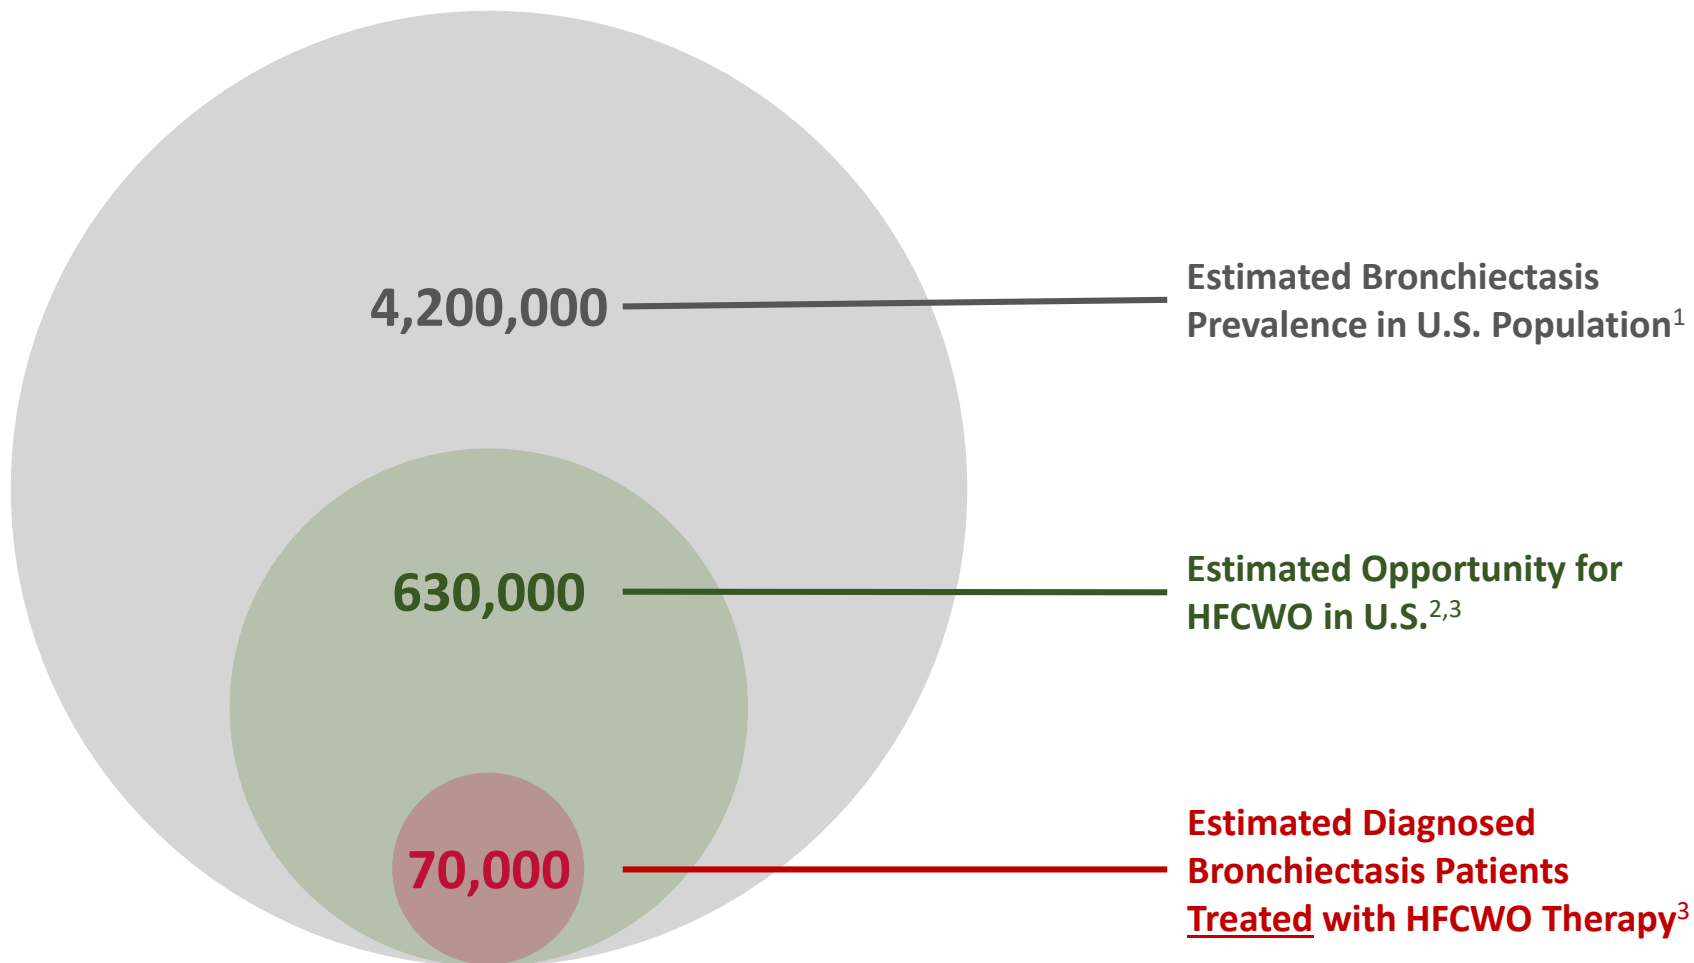 4,200,000
Estimated Bronchiectasis
Prevalence in U.S. Population¹
630,000
Estimated Opportunity for
HFCWO in U.S.²,³
70,000
Estimated Diagnosed
Bronchiectasis Patients
Treated with HFCWO Therapy³